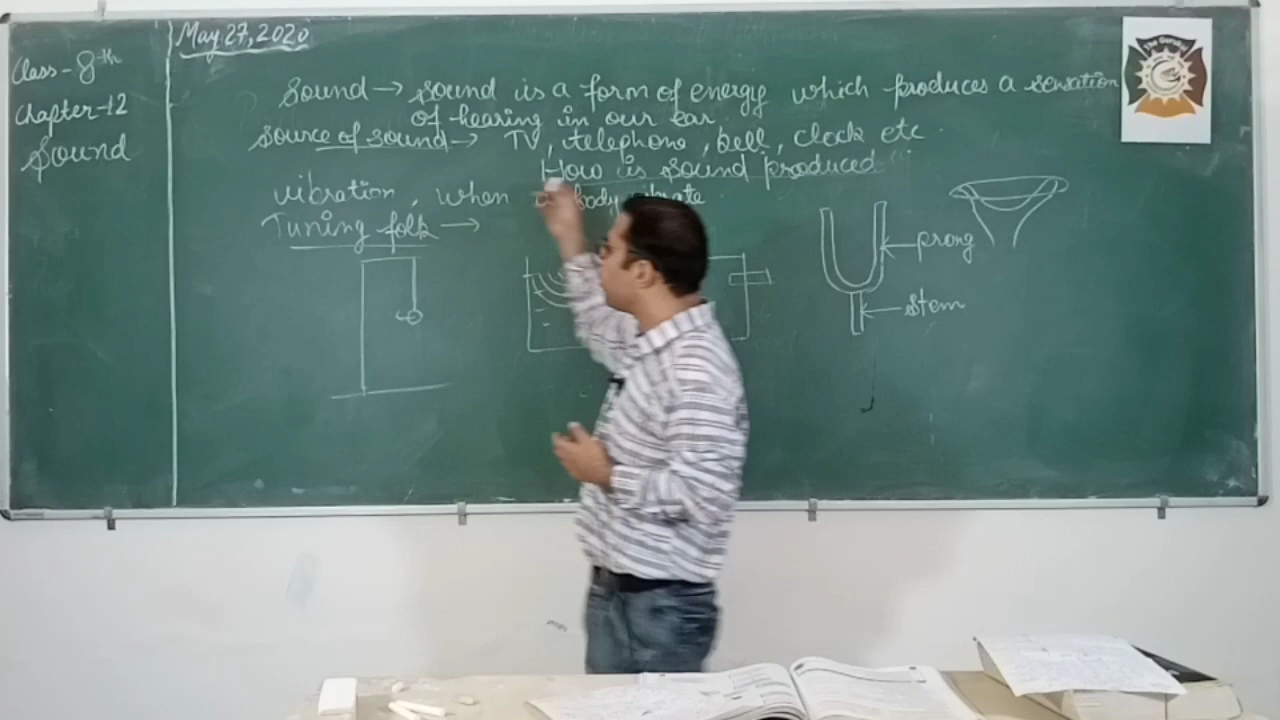 Class - 8th
Chapter-12
Sound
May 27, 2020
Sound → sound is a form of energy which produces a sensation
of hearing in our ear.
Source of sound → TV, telephone, bell, clock etc.
How is sound produced
vibration, when a body vibrate
Tuning folk →
prong
stem